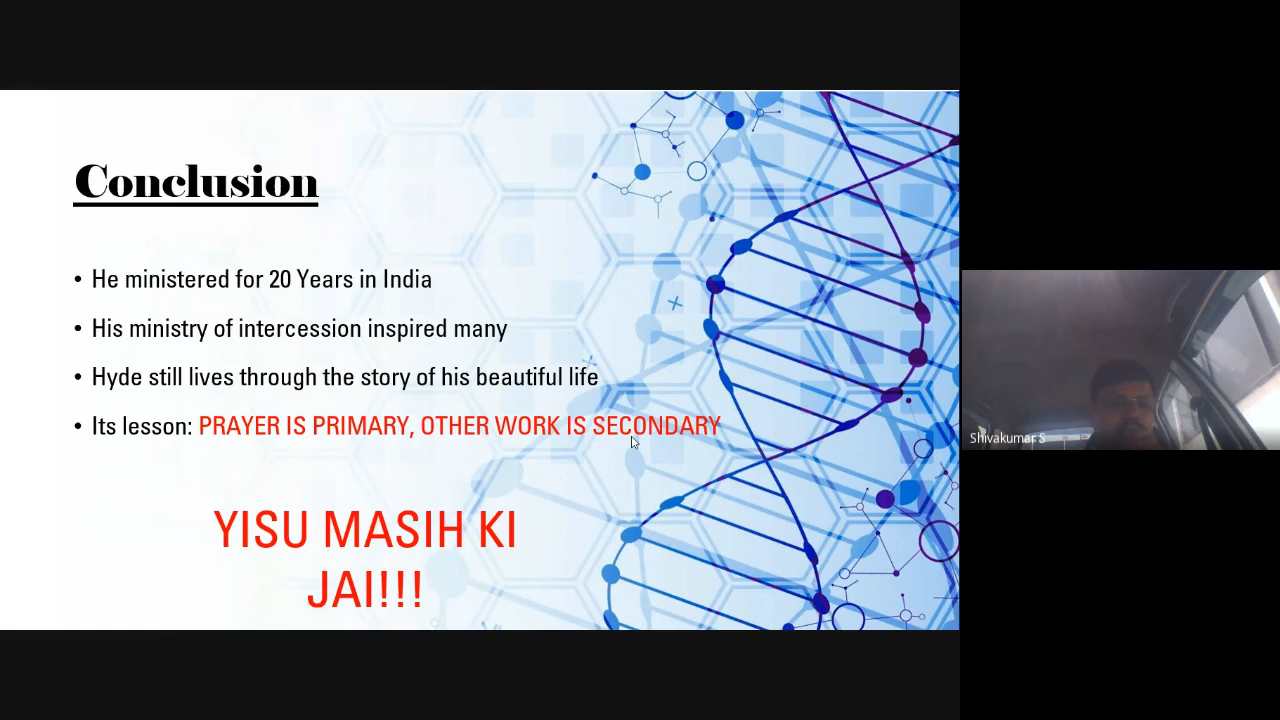 Conclusion
• He ministered for 20 Years in India
• His ministry of intercession inspired many
• Hyde still lives through the story of his beautiful life
• Its lesson: PRAYER IS PRIMARY, OTHER WORK IS SECONDARY
YISU MASIH KI
JAI!!!
Shivakumar S